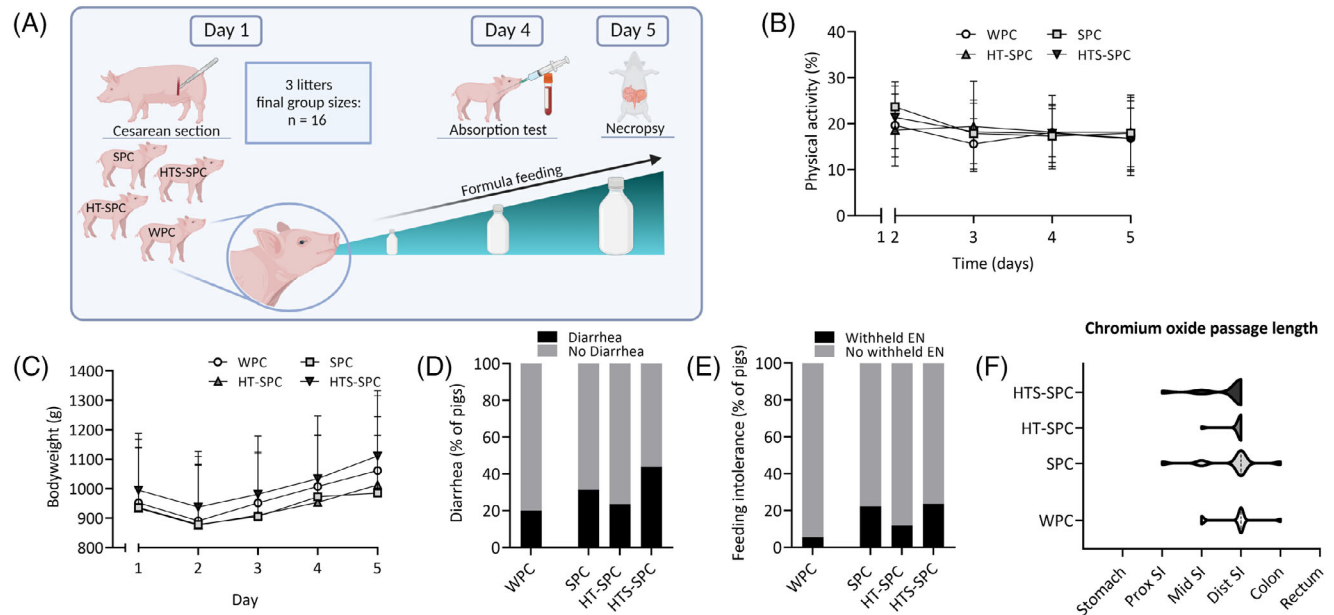 (A)
Day 1
Day 4
Day 5
3 litters
final group sizes:
n = 16
Cesarean section
Absorption test
Necropsy
SPC
HTS-SPC
HT-SPC
WPC
Formula feeding
(B)
WPC
SPC
HT-SPC
HTS-SPC
Physical activity (%)
40
30
20
10
0
1 2 3 4 5
Time (days)
(C)
WPC
SPC
HT-SPC
HTS-SPC
Bodyweight (g)
1400
1300
1200
1100
1000
900
800
1 2 3 4 5
Day
(D)
Diarrhea
No Diarrhea
Diarrhea (% of pigs)
100
80
60
40
20
0
WPC
SPC
HT-SPC
HTS-SPC
(E)
Withheld EN
No withheld EN
Feeding intolerance (% of pigs)
100
80
60
40
20
0
WPC
SPC
HT-SPC
HTS-SPC
Chromium oxide passage length
(F)
HTS-SPC
HT-SPC
SPC
WPC
Stomach
Prox SI
Mid SI
Dist SI
Colon
Rectum